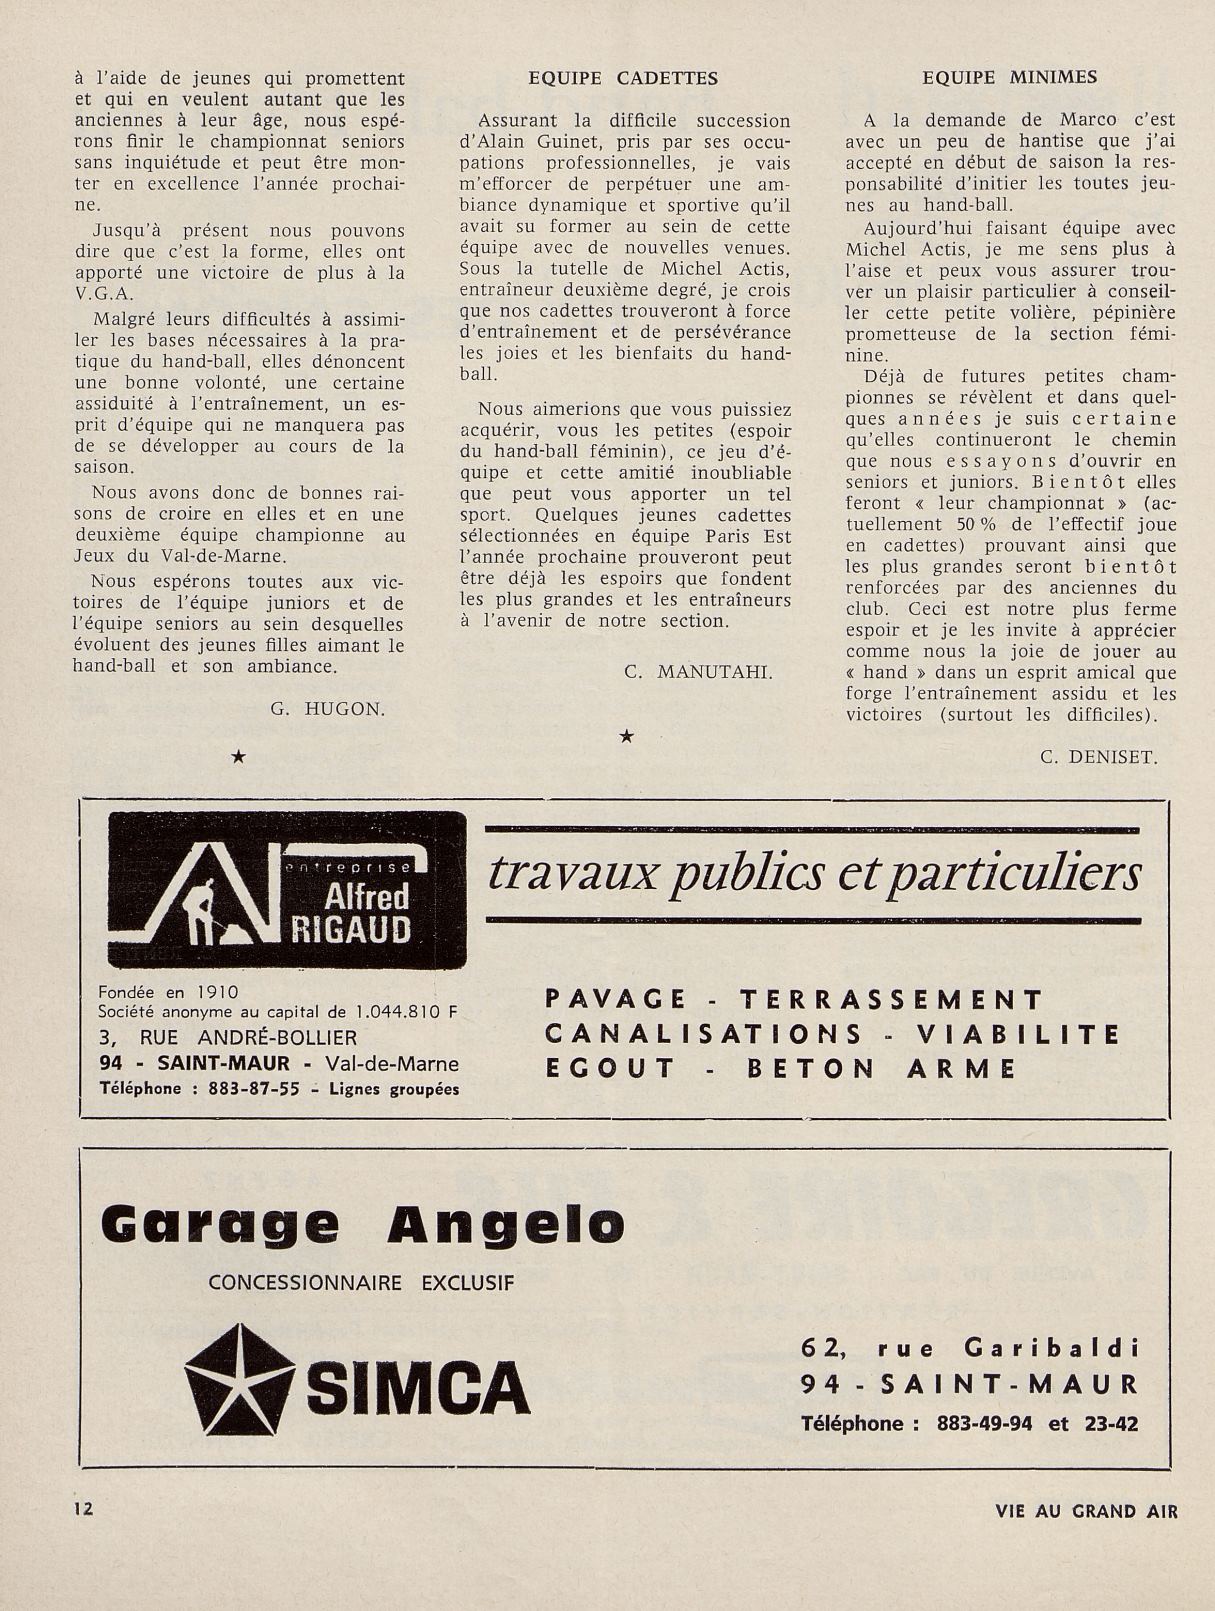 à l'aide de jeunes qui promettent
et qui en veulent autant que les
anciennes à leur âge, nous espé-
rons finir le championnat seniors
sans inquiétude et peut être mon-
ter en excellence l'année prochai-
ne.
Jusqu'à présent nous pouvons
dire que c'est la forme, elles ont
apporté une victoire de plus à la
V.G.A.
Malgré leurs difficultés à assimi-
ler les bases nécessaires à la pra-
tique du hand-ball, elles dénoncent
une bonne volonté, une certaine
assiduité à l'entraînement, un es-
prit d'équipe qui ne manquera pas
de se développer au cours de la
saison.
Nous avons donc de bonnes rai-
sons de croire en elles et en une
deuxième équipe championne au
Jeux du Val-de-Marne.
Nous espérons toutes aux vic-
toires de l'équipe juniors et de
l'équipe seniors au sein desquelles
évoluent des jeunes filles aimant le
hand-ball et son ambiance.
G. HUGON.
★
EQUIPE CADETTES
Assurant la difficile succession
d'Alain Guinet, pris par ses occu-
pations professionnelles, je vais
m'efforcer de perpétuer une am-
biance dynamique et sportive qu'il
avait su former au sein de cette
équipe avec de nouvelles venues.
Sous la tutelle de Michel Actis,
entraîneur deuxième degré, je crois
que nos cadettes trouveront à force
d'entraînement et de persévérance
les joies et les bienfaits du hand-
ball.
Nous aimerions que vous puissiez
acquérir, vous les petites (espoir
du hand-ball féminin), ce jeu d'é-
quipe et cette amitié inoubliable
que peut vous apporter un tel
sport. Quelques jeunes cadettes
sélectionnées en équipe Paris Est
l'année prochaine prouveront peut
être déjà les espoirs que fondent
les plus grandes et les entraîneurs
à l'avenir de notre section.
C. MANUTAHI.
★
EQUIPE MINIMES
A la demande de Marco c'est
avec un peu de hantise que j'ai
accepté en début de saison la res-
ponsabilité d'initier les toutes jeu-
nes au hand-ball.
Aujourd'hui faisant équipe avec
Michel Actis, je me sens plus à
l'aise et peux vous assurer trou-
ver un plaisir particulier à conseil-
ler cette petite volière, pépinière
prometteuse de la section fémi-
nine.
Déjà de futures petites cham-
pionnes se révèlent et dans quel-
ques années je suis certaine
qu'elles continueront le chemin
que nous essayons d'ouvrir en
seniors et juniors. Bientôt elles
feront « leur championnat » (ac-
tuellement 50 % de l'effectif joue
en cadettes) prouvant ainsi que
les plus grandes seront bientôt
renforcées par des anciennes du
club. Ceci est notre plus ferme
espoir et je les invite à apprécier
comme nous la joie de jouer au
« hand » dans un esprit amical que
forge l'entraînement assidu et les
victoires (surtout les difficiles).
C. DENISET.
entreprise
Alfred
RIGAUD
travaux publics et particuliers
Fondée en 1910
Société anonyme au capital de 1.044.810 F
3, RUE ANDRÉ-BOLLIER
94 - SAINT-MAUR - Val-de-Marne
Téléphone : 883-87-55 - Lignes groupées
PAVAGE - TERRASSEMENT
CANALISATIONS - VIABILITE
EGOUT - BETON ARME
Garage Angelo
CONCESSIONNAIRE EXCLUSIF
SIMCA
62, rue Garibaldi
94 - SAINT-MAUR
Téléphone : 883-49-94 et 23-42
12
VIE AU GRAND AIR